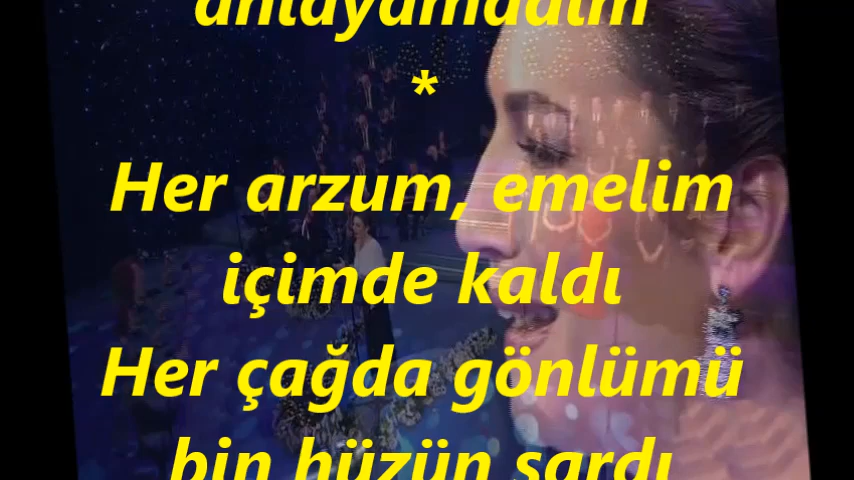 anlayamadım
*
Her arzum, emelim
içimde kaldı
Her çağda gönlümü
bin hüzün sardı